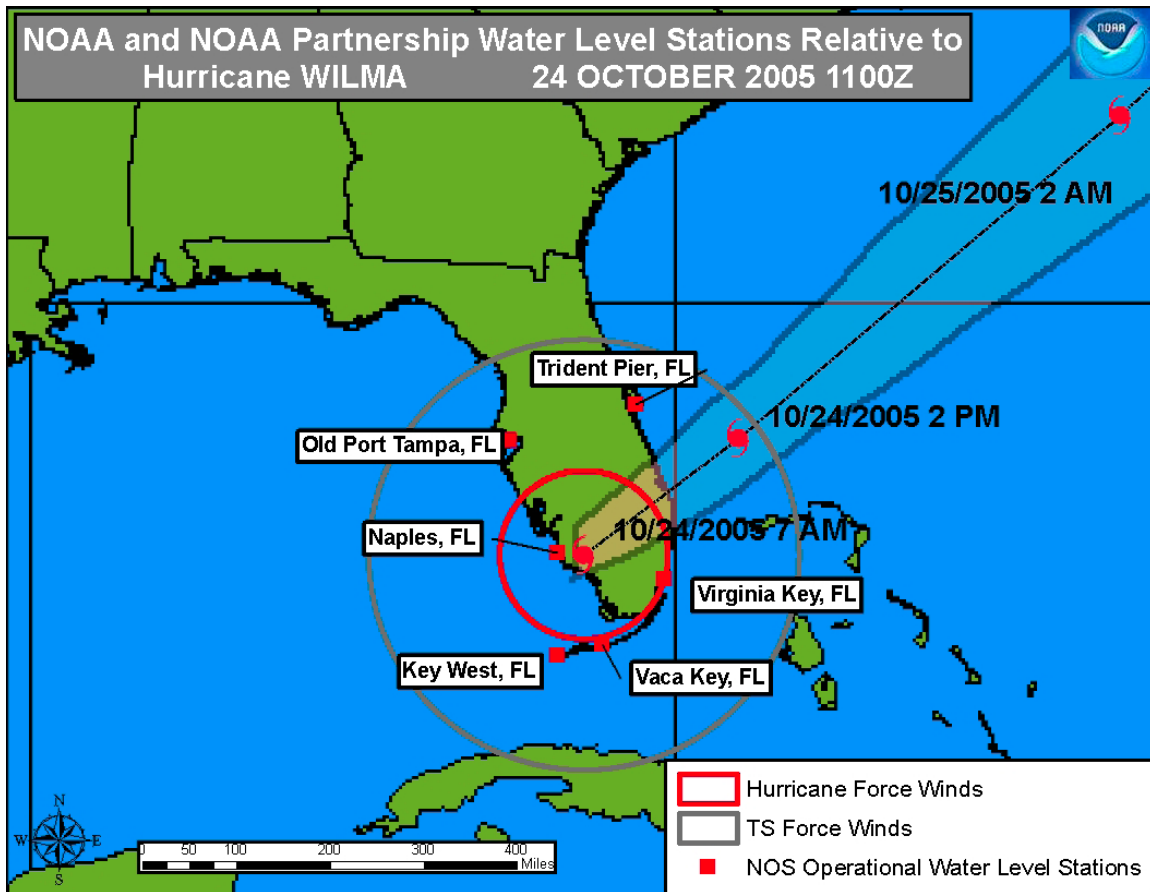 NOAA and NOAA Partnership Water Level Stations Relative to
Hurricane WILMA 24 OCTOBER 2005 1100Z
NOAA
10/25/2005 2 AM
Trident Pier, FL
10/24/2005 2 PM
Old Port Tampa, FL
10/24/2005 7 AM
Naples, FL
Virginia Key, FL
Key West, FL
Vaca Key, FL
Hurricane Force Winds
TS Force Winds
NOS Operational Water Level Stations
N
W E
S
0 50 100 200 300 400
Miles